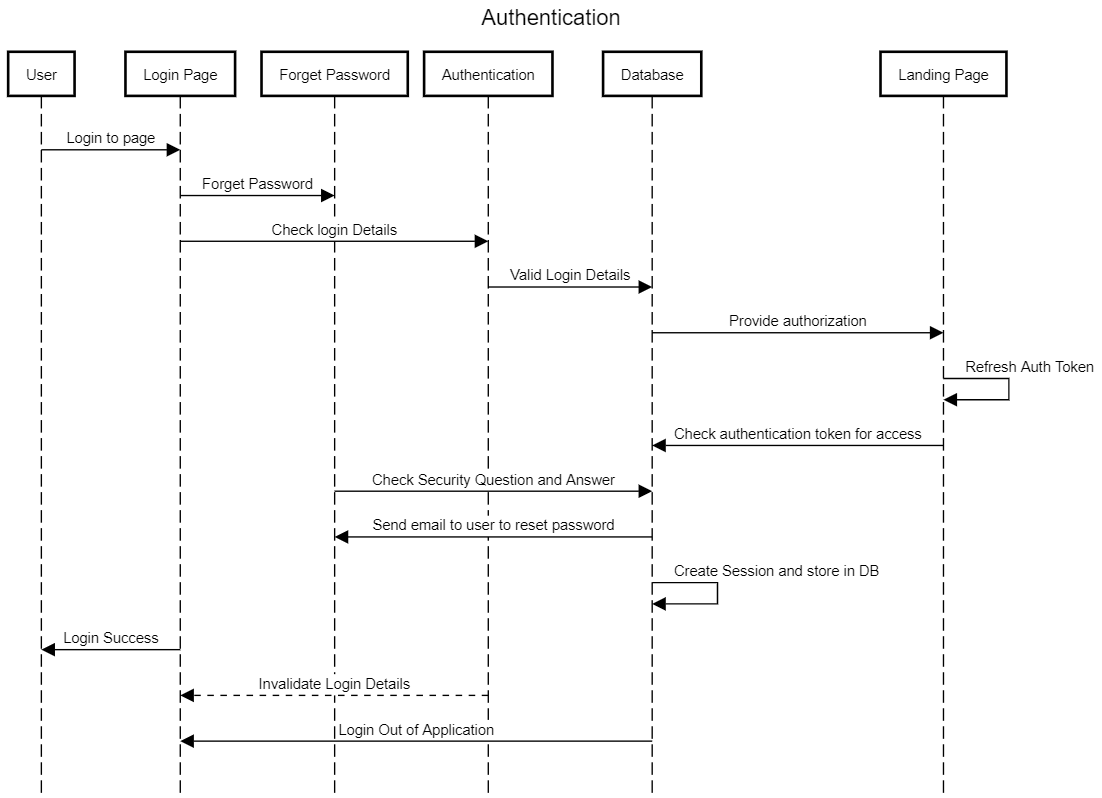 Authentication
User
Login Page
Forget Password
Authentication
Database
Landing Page
Login to page
Forget Password
Check login Details
Valid Login Details
Provide authorization
Refresh Auth Token
Check authentication token for access
Check Security Question and Answer
Send email to user to reset password
Create Session and store in DB
Login Success
Invalidate Login Details
Login Out of Application